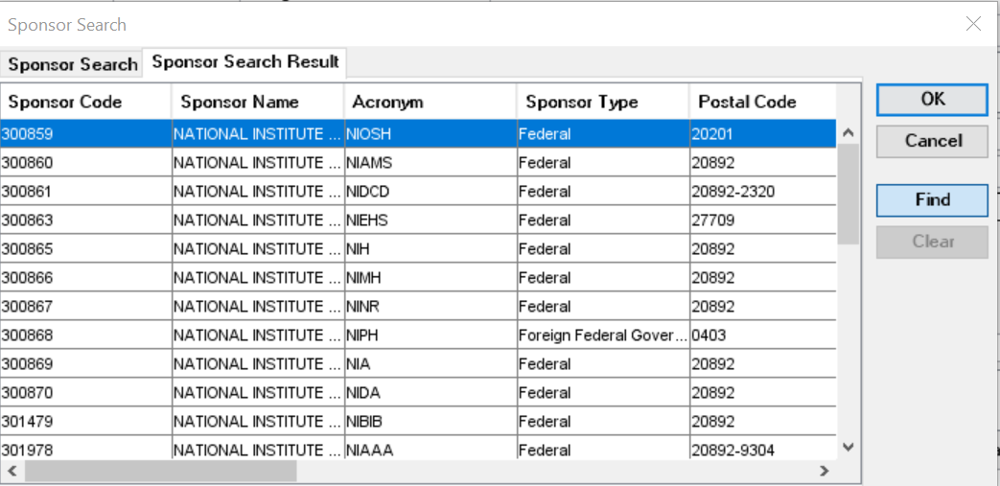 Sponsor Search
Sponsor Search Sponsor Search Result
Sponsor Code Sponsor Name Acronym Sponsor Type Postal Code OK
300859 NATIONAL INSTITUTE ... NIOSH Federal 20201
Cancel
300860 NATIONAL INSTITUTE ... NIAMS Federal 20892
300861 NATIONAL INSTITUTE ... NIDCD Federal 20892-2320
Find
300863 NATIONAL INSTITUTE ... NIEHS Federal 27709
Clear
300865 NATIONAL INSTITUTE ... NIH Federal 20892
300866 NATIONAL INSTITUTE ... NIMH Federal 20892
300867 NATIONAL INSTITUTE ... NINR Federal 20892
300868 NATIONAL INSTITUTE ... NIPH Foreign Federal Gover... 0403
300869 NATIONAL INSTITUTE ... NIA Federal 20892
300870 NATIONAL INSTITUTE ... NIDA Federal 20892
301479 NATIONAL INSTITUTE ... NIBIB Federal 20892
301978 NATIONAL INSTITUTE ... NIAAA Federal 20892-9304